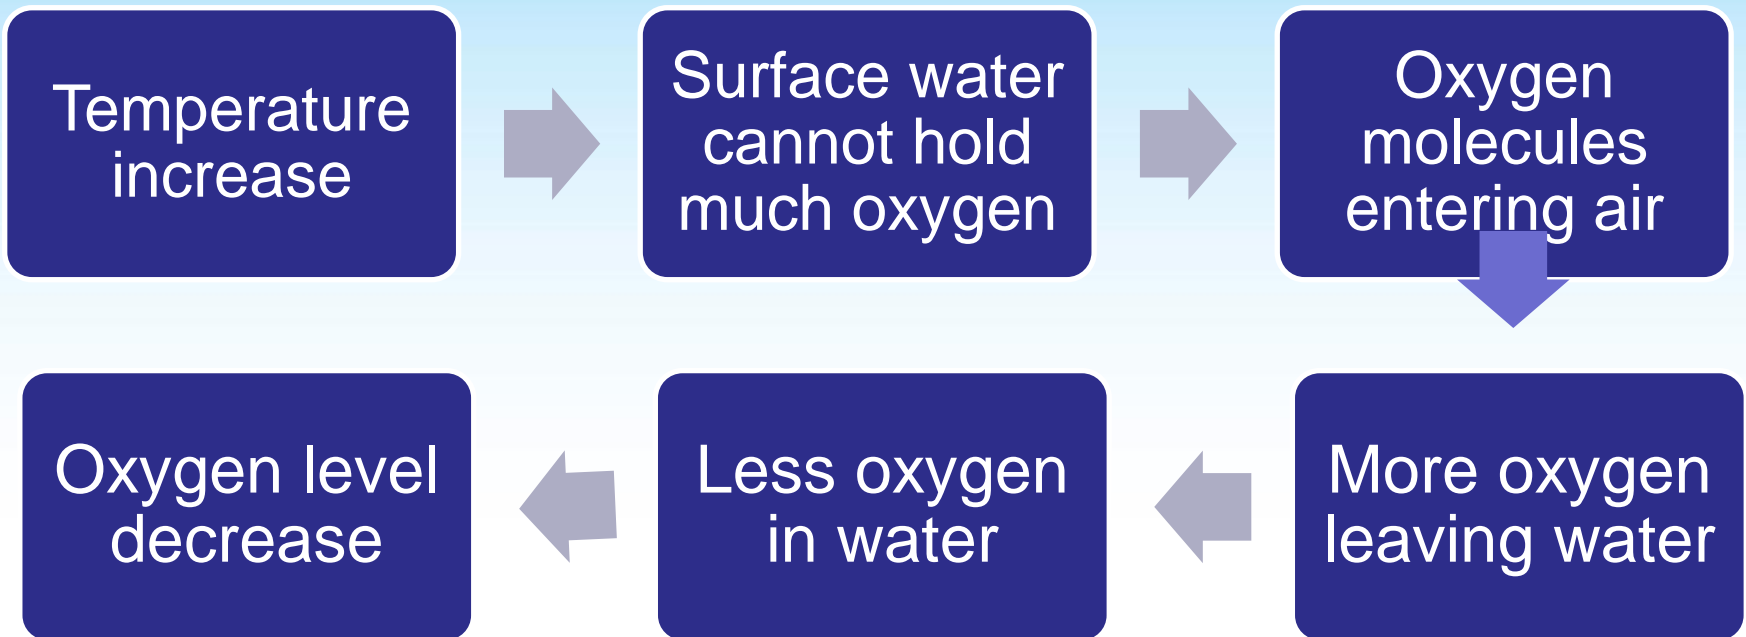 Temperature
increase
Surface water
cannot hold
much oxygen
Oxygen
molecules
entering air
More oxygen
leaving water
Less oxygen
in water
Oxygen level
decrease